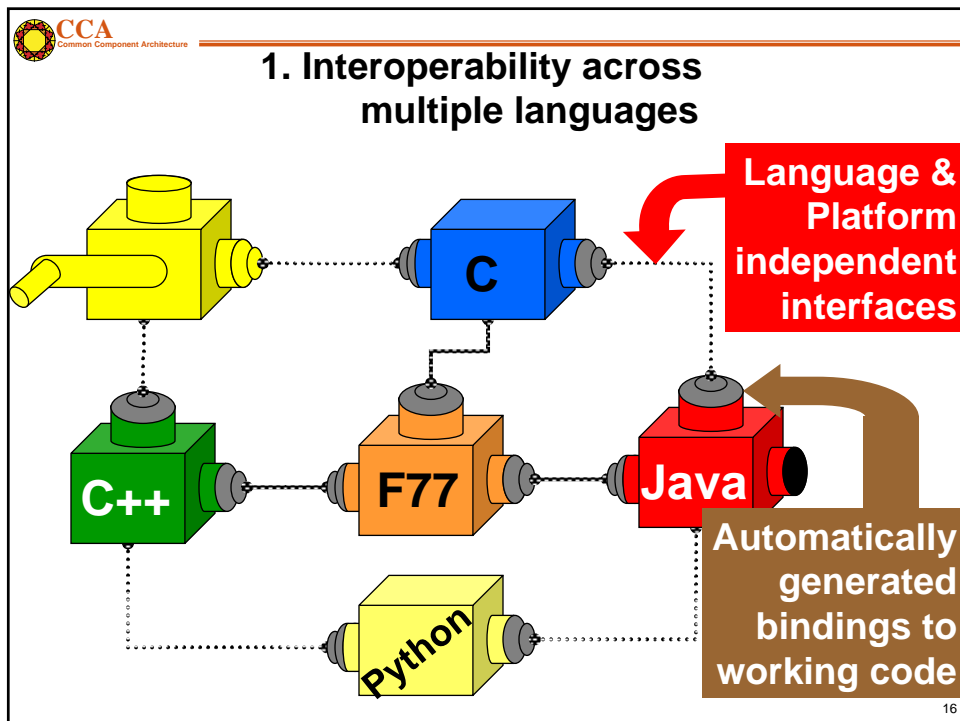 CCA
Common Component Architecture
1. Interoperability across
multiple languages
Language &
Platform
independent
interfaces
C
C++
F77
Java
Python
Automatically
generated
bindings to
working code
16